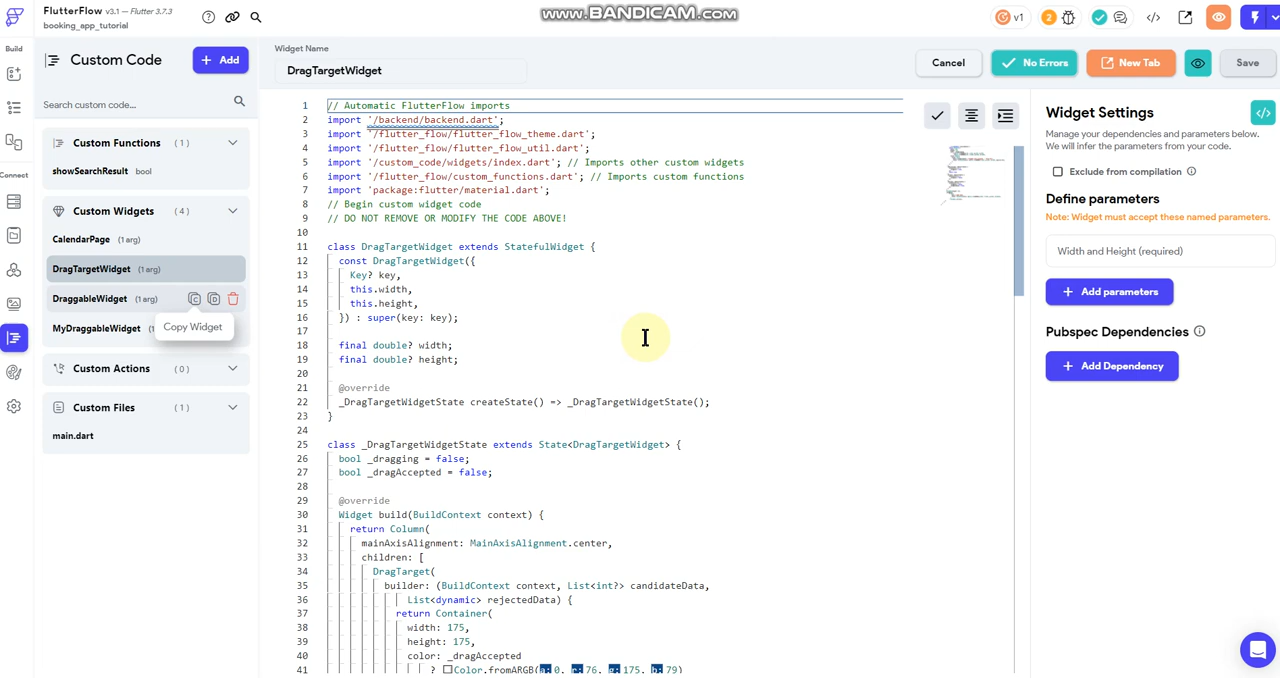 FlutterFlow v3.1 – Flutter 3.7.3
booking_app_tutorial
www.BANDICAM.com
v1
2
Build
Connect
Custom Code
+ Add
Search custom code...
Custom Functions (1)
showSearchResult bool
Custom Widgets (4)
CalendarPage (1 arg)
DragTargetWidget (1 arg)
DraggableWidget (1 arg)
MyDraggableWidget
Copy Widget
Custom Actions (0)
Custom Files (1)
main.dart
Widget Name
DragTargetWidget
Cancel
No Errors
New Tab
Save
1 // Automatic FlutterFlow imports
2 import '/backend/backend.dart';
3 import '/flutter_flow/flutter_flow_theme.dart';
4 import '/flutter_flow/flutter_flow_util.dart';
5 import '/custom_code/widgets/index.dart'; // Imports other custom widgets
6 import '/flutter_flow/custom_functions.dart'; // Imports custom functions
7 import 'package:flutter/material.dart';
8 // Begin custom widget code
9 // DO NOT REMOVE OR MODIFY THE CODE ABOVE!
10
11 class DragTargetWidget extends StatefulWidget {
12 const DragTargetWidget({
13 Key? key,
14 this.width,
15 this.height,
16 }) : super(key: key);
17
18 final double? width;
19 final double? height;
20
21 @override
22 _DragTargetWidgetState createState() => _DragTargetWidgetState();
23 }
24
25 class _DragTargetWidgetState extends State<DragTargetWidget> {
26 bool _dragging = false;
27 bool _dragAccepted = false;
28
29 @override
30 Widget build(BuildContext context) {
31 return Column(
32 mainAxisAlignment: MainAxisAlignment.center,
33 children: [
34 DragTarget(
35 builder: (BuildContext context, List<int?> candidateData,
36 List<dynamic> rejectedData) {
37 return Container(
38 width: 175,
39 height: 175,
40 color: _dragAccepted
41 ? Color.fromARGB(a:0, r:76, g:175, b:79)
Widget Settings
Manage your dependencies and parameters below.
We will infer the parameters from your code.
Exclude from compilation
Define parameters
Note: Widget must accept these named parameters.
Width and Height (required)
+ Add parameters
Pubspec Dependencies
+ Add Dependency